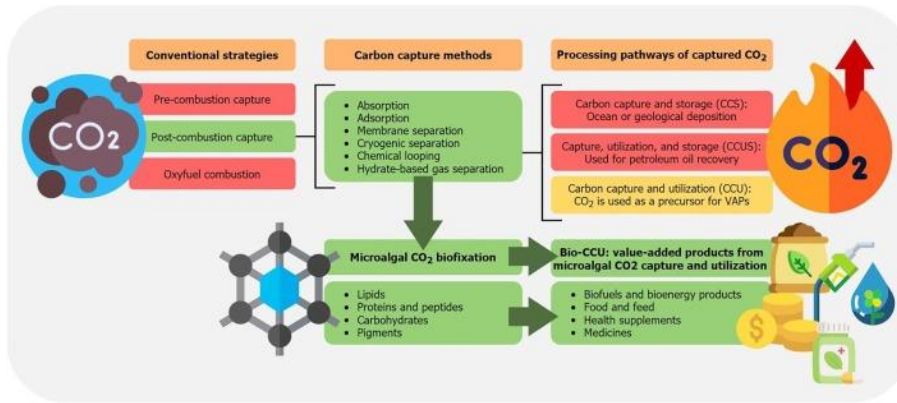 Conventional strategies
Carbon capture methods
Processing pathways of captured CO₂
CO₂
Pre-combustion capture
Post-combustion capture
Oxyfuel combustion
• Absorption
• Adsorption
• Membrane separation
• Cryogenic separation
• Chemical looping
• Hydrate-based gas separation
Carbon capture and storage (CCS):
Ocean or geological deposition
Capture, utilization, and storage (CCUS):
Used for petroleum oil recovery
Carbon capture and utilization (CCU):
CO₂ is used as a precursor for VAPs
CO₂
Microalgal CO₂ biofixation
Bio-CCU: value-added products from
microalgal CO2 capture and utilization
• Lipids
• Proteins and peptides
• Carbohydrates
• Pigments
• Biofuels and bioenergy products
• Food and feed
• Health supplements
• Medicines
$